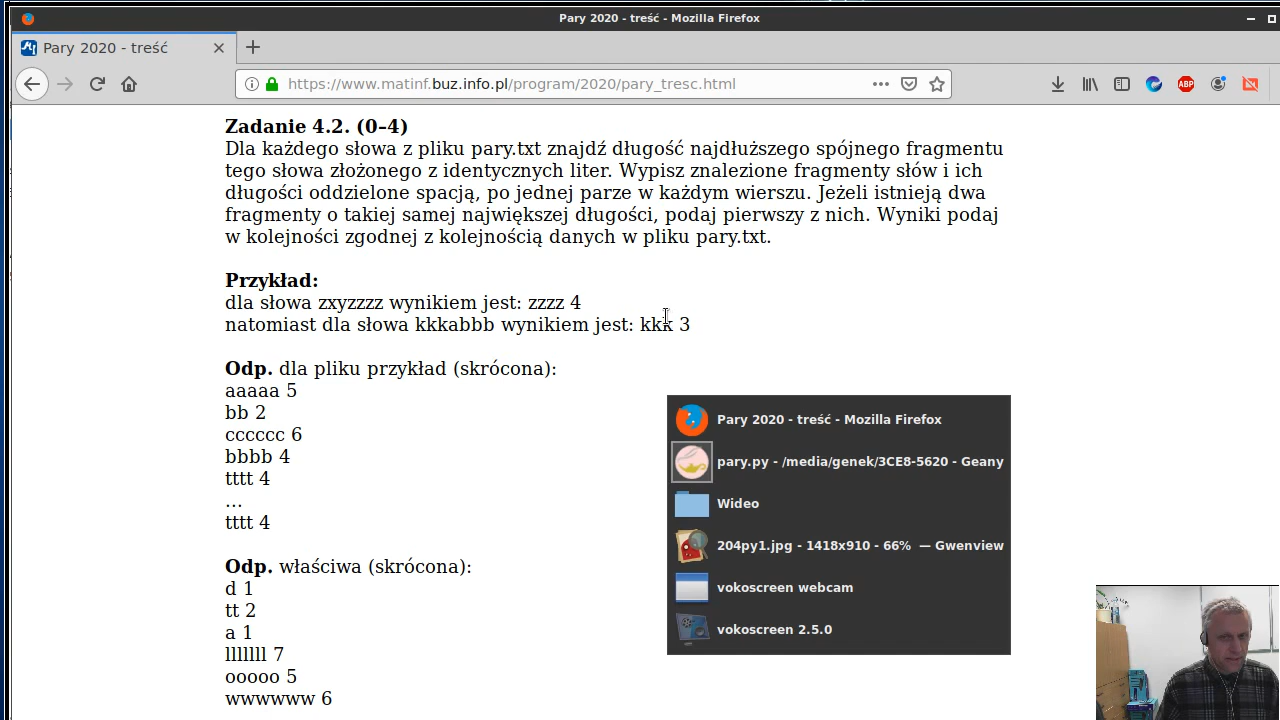 Pary 2020 - treść - Mozilla Firefox
Pary 2020 - treść
https://www.matinf.buz.info.pl/program/2020/pary_tresc.html
ABP
Zadanie 4.2. (0–4)
Dla każdego słowa z pliku pary.txt znajdź długość najdłuższego spójnego fragmentu
tego słowa złożonego z identycznych liter. Wypisz znalezione fragmenty słów i ich
długości oddzielone spacją, po jednej parze w każdym wierszu. Jeżeli istnieją dwa
fragmenty o takiej samej największej długości, podaj pierwszy z nich. Wyniki podaj
w kolejności zgodnej z kolejnością danych w pliku pary.txt.
Przykład:
dla słowa zxyzzzz wynikiem jest: zzzz 4
natomiast dla słowa kkkabbb wynikiem jest: kkk 3
Odp. dla pliku przykład (skrócona):
aaaaa 5
bb 2
cccccc 6
bbbb 4
tttt 4
...
tttt 4
Odp. właściwa (skrócona):
d 1
tt 2
a 1
lllllll 7
ooooo 5
wwwwww 6
Pary 2020 - treść - Mozilla Firefox
pary.py - /media/genek/3CE8-5620 - Geany
Wideo
204py1.jpg - 1418x910 - 66% — Gwenview
vokoscreen webcam
vokoscreen 2.5.0